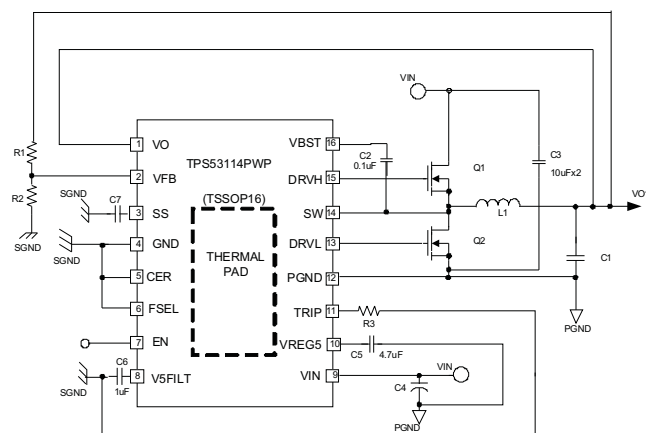 VIN
R1
1
VO
TPS53114PWP
VBST
16
C2
0.1uF
Q1
C3
10uFx2
2
VFB
DRVH
15
R2
SGND
C7
(TSSOP16)
3
SS
SW
14
L1
VO
SGND
4
GND
DRVL
13
Q2
SGND
THERMAL
PAD
5
CER
PGND
12
C1
6
FSEL
TRIP
11
R3
PGND
7
EN
VREG5
10
C5
4.7uF
C6
1uF
8
V5FILT
VIN
9
VIN
SGND
C4
PGND